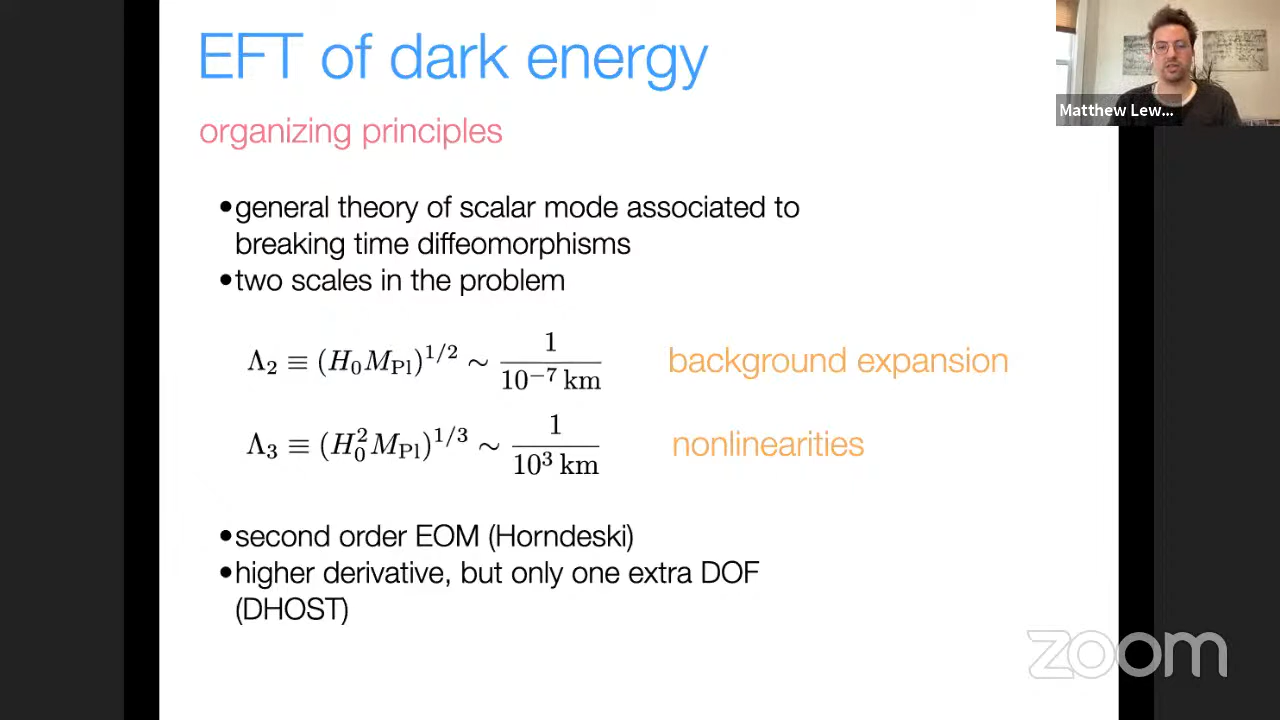 EFT of dark energy
organizing principles
•general theory of scalar mode associated to
breaking time diffeomorphisms
•two scales in the problem
Λ₂ ≡ (H₀M_Pl)^{1/2} ∼ 1/(10⁻⁷ km) background expansion
Λ₃ ≡ (H₀²M_Pl)^{1/3} ∼ 1/(10³ km) nonlinearities
•second order EOM (Horndeski)
•higher derivative, but only one extra DOF
(DHOST)
Matthew Lew...
zoom